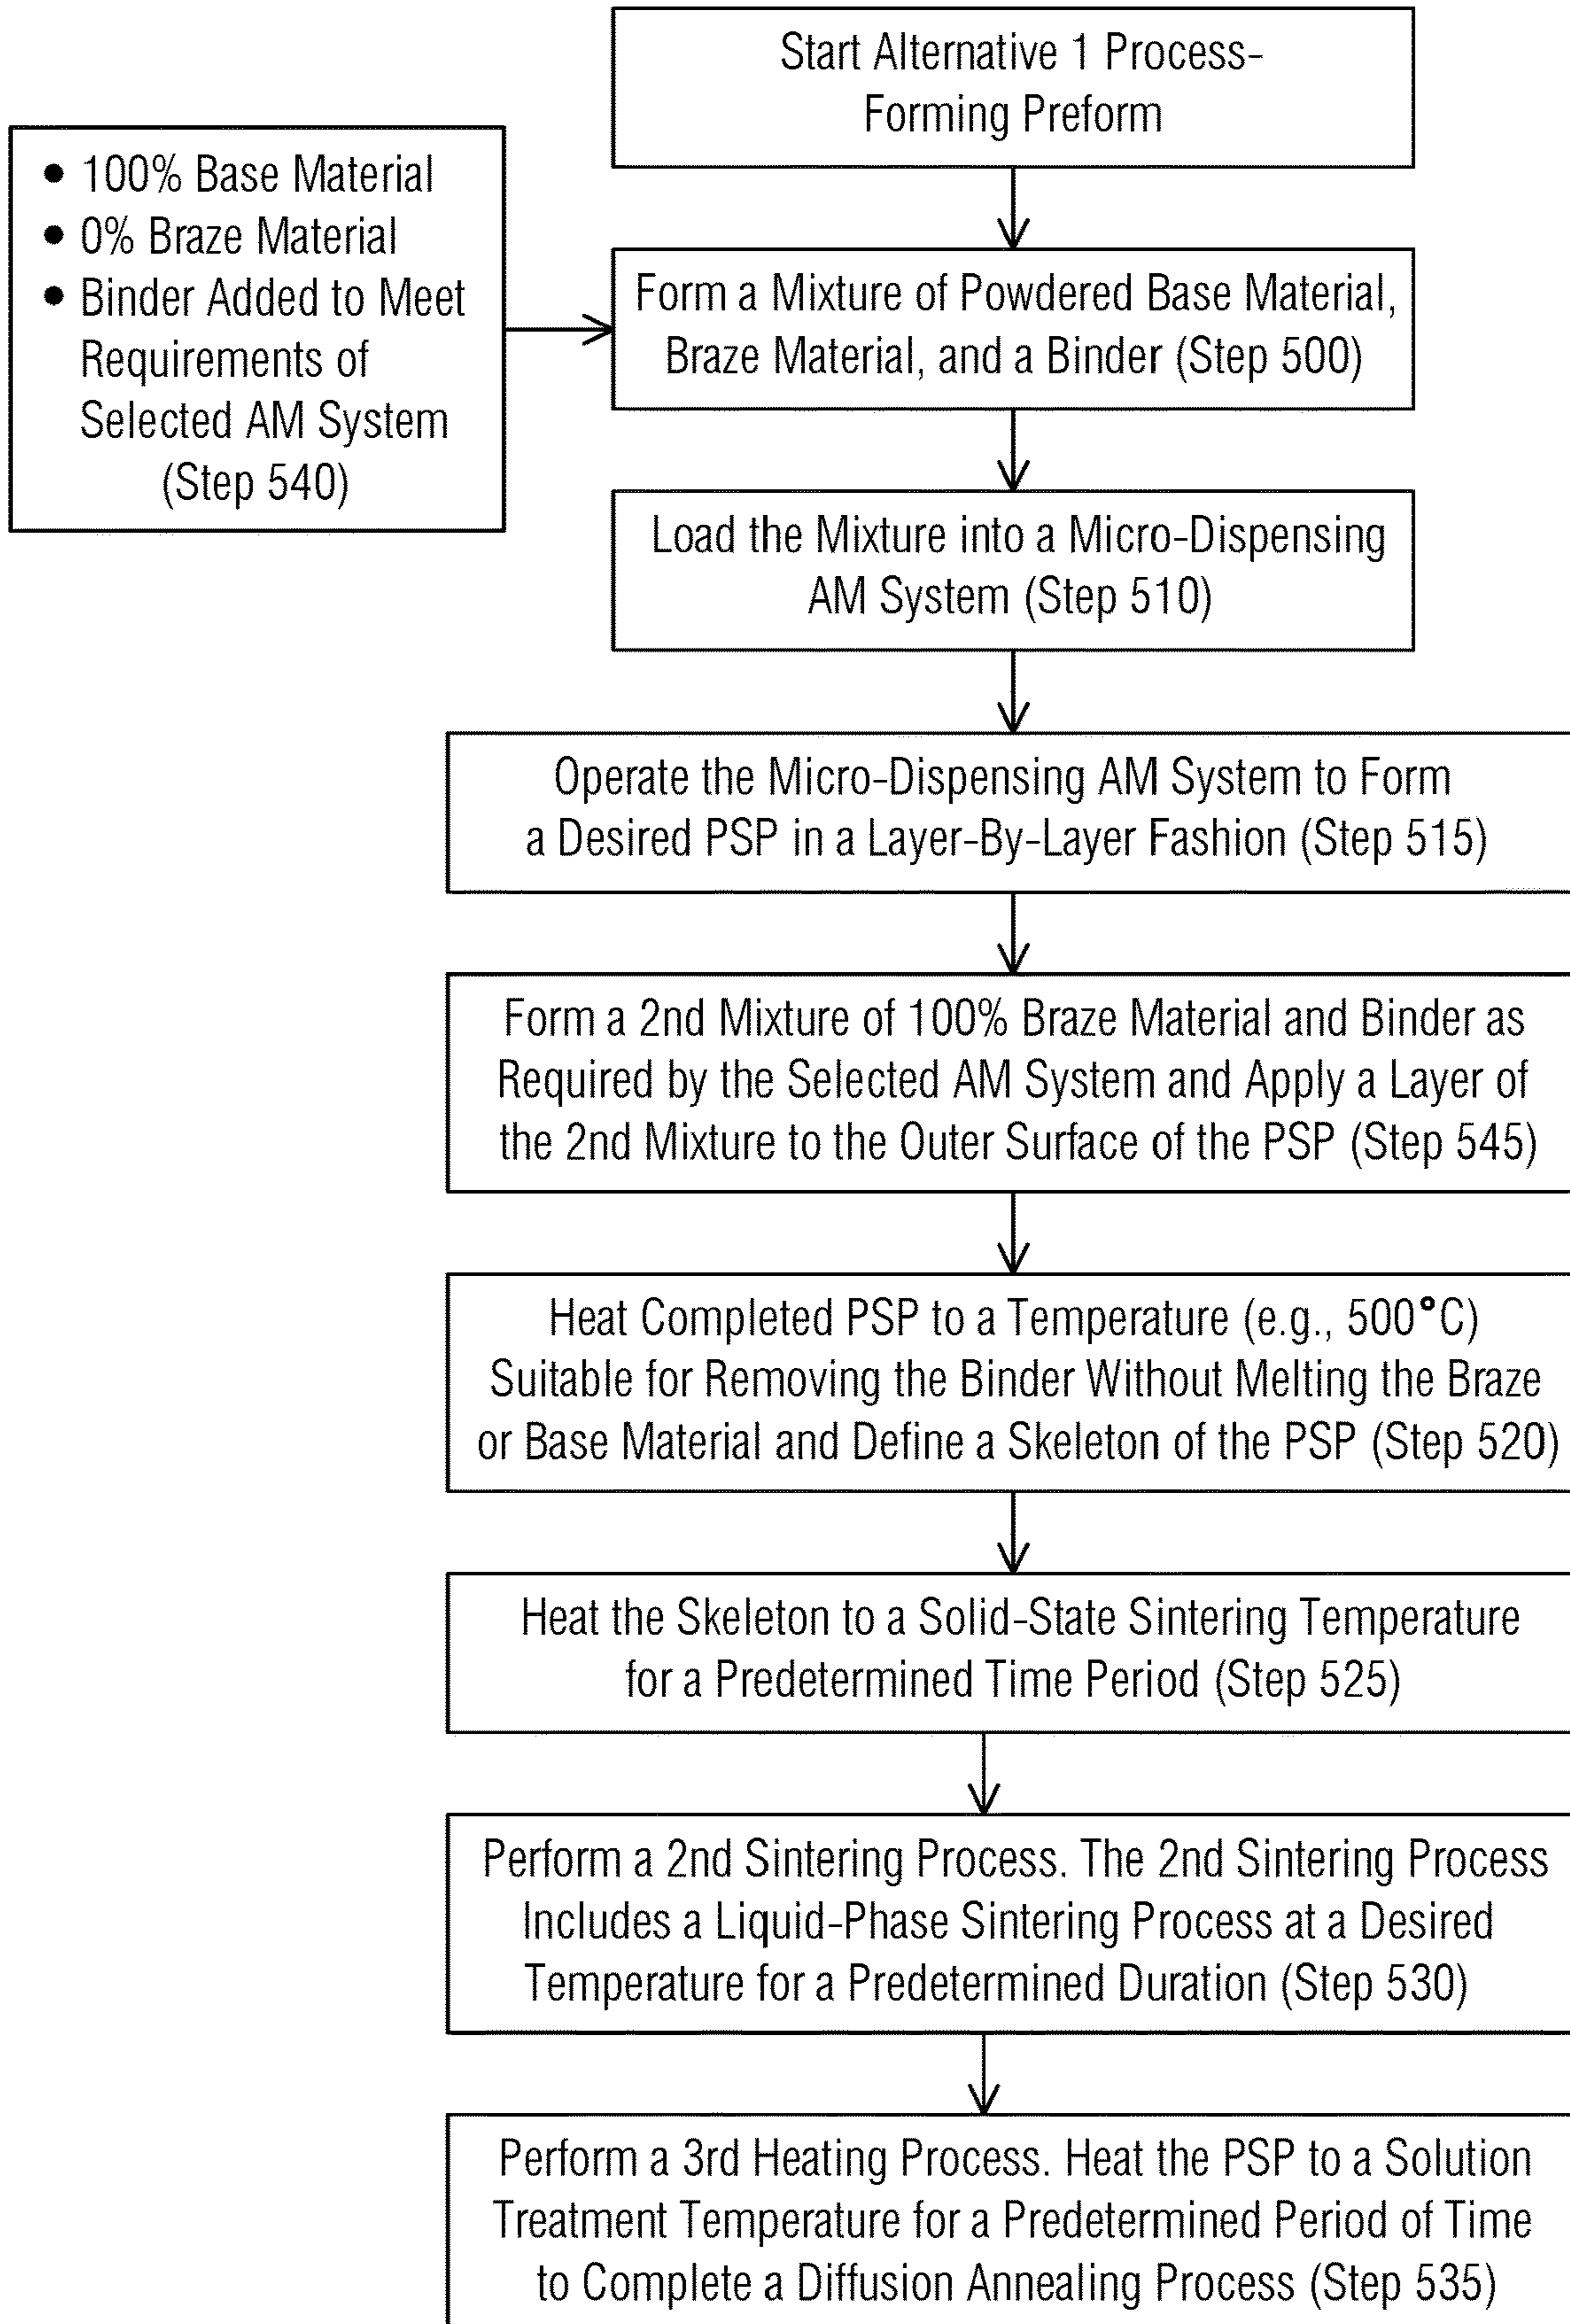 Start Alternative 1 Process-
Forming Preform
• 100% Base Material
• 0% Braze Material
• Binder Added to Meet
Requirements of
Selected AM System
(Step 540)
Form a Mixture of Powdered Base Material,
Braze Material, and a Binder (Step 500)
Load the Mixture into a Micro-Dispensing
AM System (Step 510)
Operate the Micro-Dispensing AM System to Form
a Desired PSP in a Layer-By-Layer Fashion (Step 515)
Form a 2nd Mixture of 100% Braze Material and Binder as
Required by the Selected AM System and Apply a Layer of
the 2nd Mixture to the Outer Surface of the PSP (Step 545)
Heat Completed PSP to a Temperature (e.g., 500°C)
Suitable for Removing the Binder Without Melting the Braze
or Base Material and Define a Skeleton of the PSP (Step 520)
Heat the Skeleton to a Solid-State Sintering Temperature
for a Predetermined Time Period (Step 525)
Perform a 2nd Sintering Process. The 2nd Sintering Process
Includes a Liquid-Phase Sintering Process at a Desired
Temperature for a Predetermined Duration (Step 530)
Perform a 3rd Heating Process. Heat the PSP to a Solution
Treatment Temperature for a Predetermined Period of Time
to Complete a Diffusion Annealing Process (Step 535)